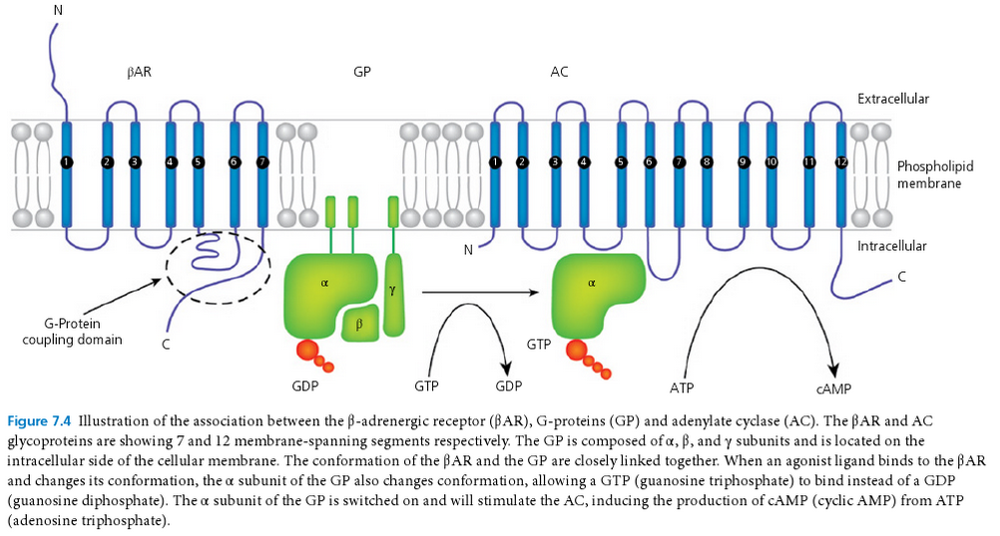 N
βAR
GP
AC
Extracellular
1 2 3 4 5 6 7
1 2 3 4 5 6 7 8 9 10 11 12
Phospholipid
membrane
Intracellular
N
C
α
γ
β
α
G-Protein
coupling domain
C
GDP
GTP
GDP
GTP
ATP
cAMP
Figure 7.4 Illustration of the association between the β-adrenergic receptor (βAR), G-proteins (GP) and adenylate cyclase (AC). The βAR and AC
glycoproteins are showing 7 and 12 membrane-spanning segments respectively. The GP is composed of α, β, and γ subunits and is located on the
intracellular side of the cellular membrane. The conformation of the βAR and the GP are closely linked together. When an agonist ligand binds to the βAR
and changes its conformation, the α subunit of the GP also changes conformation, allowing a GTP (guanosine triphosphate) to bind instead of a GDP
(guanosine diphosphate). The α subunit of the GP is switched on and will stimulate the AC, inducing the production of cAMP (cyclic AMP) from ATP
(adenosine triphosphate).